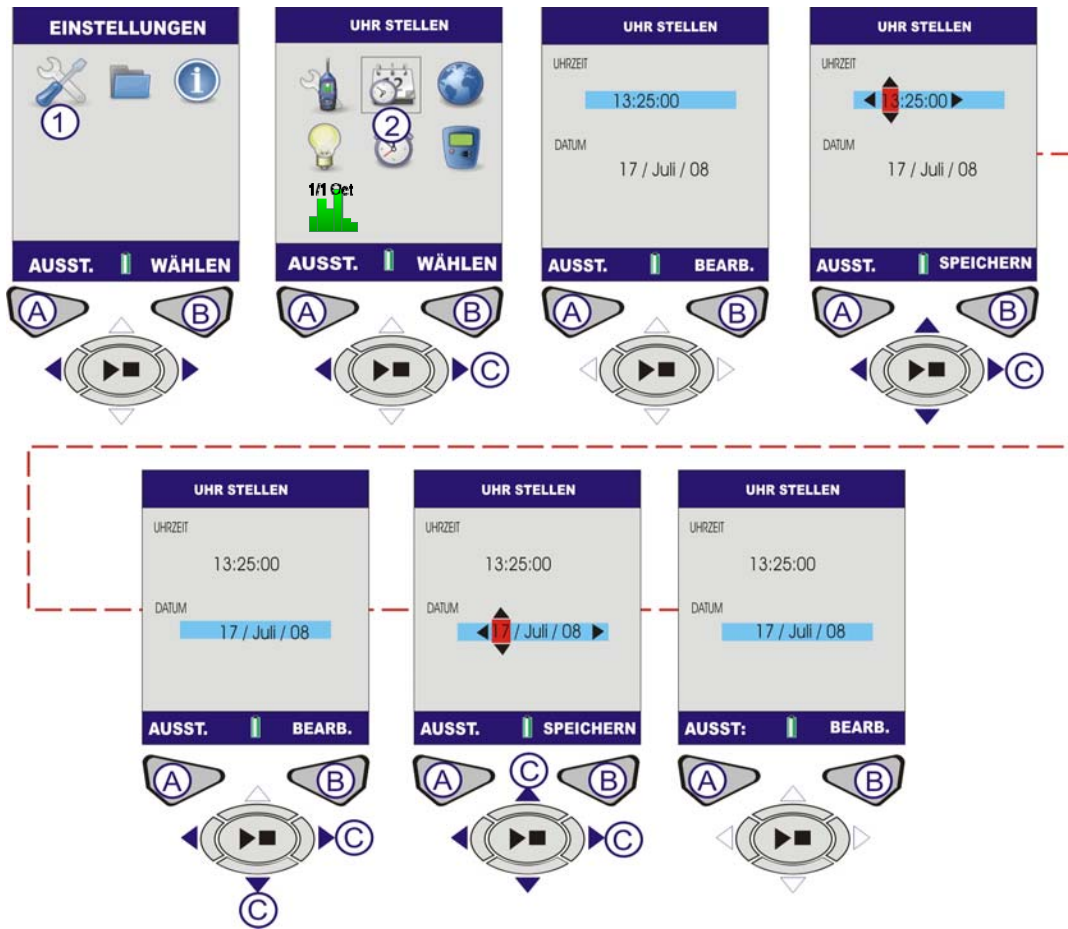 EINSTELLUNGEN
1
AUSST. WÄHLEN
A B
UHR STELLEN
2
1/1 Oct
AUSST. WÄHLEN
A B
C
UHR STELLEN
UHRZEIT
13:25:00
DATUM
17 / Juli / 08
AUSST. BEARB.
A B
UHR STELLEN
UHRZEIT
13:25:00
DATUM
17 / Juli / 08
AUSST. SPEICHERN
A B
C
UHR STELLEN
UHRZEIT
13:25:00
DATUM
17 / Juli / 08
AUSST. BEARB.
A B
C
C
UHR STELLEN
UHRZEIT
13:25:00
DATUM
17 / Juli / 08
AUSST. SPEICHERN
A C B
C
UHR STELLEN
UHRZEIT
13:25:00
DATUM
17 / Juli / 08
AUSST: BEARB.
A B